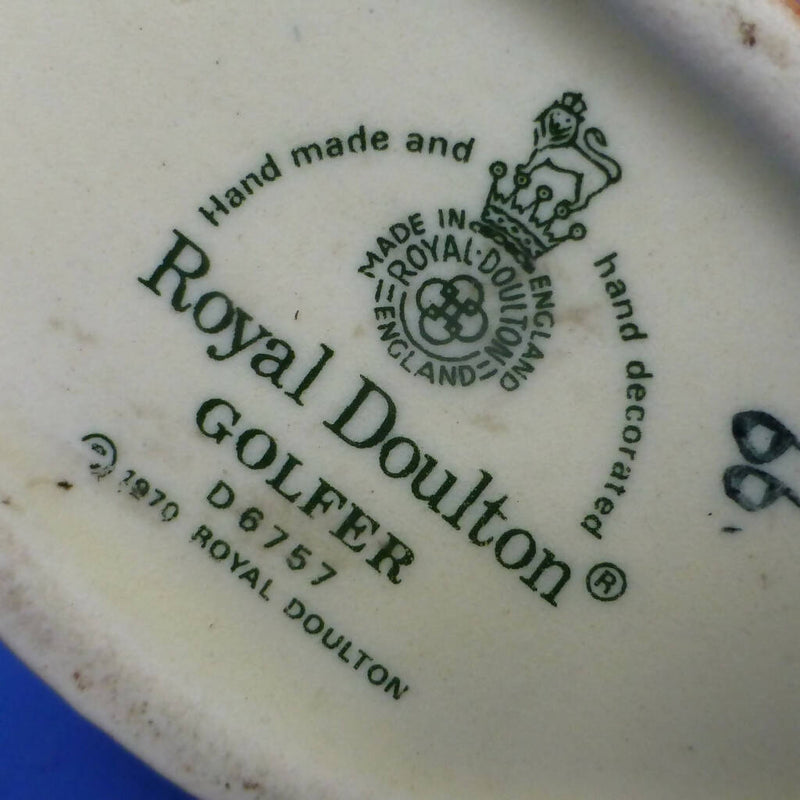 Hand made and
hand decorated
MADE IN ENGLAND
ROYAL·DOULTON
ENGLAND
Royal Doulton ®
GOLFER
D 6757
© 1970 ROYAL DOULTON